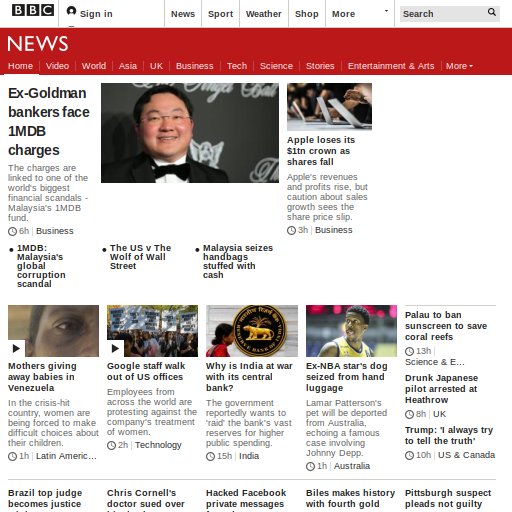 BBC
Sign in
News
Sport
Weather
Shop
More
Search
NEWS
Home
Video
World
Asia
UK
Business
Tech
Science
Stories
Entertainment & Arts
More
Ex-Goldman
bankers face
1MDB
charges
The charges are
linked to one of the
world's biggest
financial scandals -
Malaysia's 1MDB
fund.
6h | Business
Apple loses its
$1tn crown as
shares fall
Apple's revenues
and profits rise, but
caution about sales
growth sees the
share price slip.
3h | Business
1MDB:
Malaysia's
global
corruption
scandal
The US v The
Wolf of Wall
Street
Malaysia seizes
handbags
stuffed with
cash
Mothers giving
away babies in
Venezuela
In the crisis-hit
country, women are
being forced to make
difficult choices about
their children.
1h | Latin Americ...
Google staff walk
out of US offices
Employees from
across the world are
protesting against the
company's treatment
of women.
2h | Technology
Why is India at war
with its central
bank?
The government
reportedly wants to
'raid' the bank's vast
reserves for higher
public spending.
15h | India
Ex-NBA star's dog
seized from hand
luggage
Lamar Patterson's
pet will be deported
from Australia,
echoing a famous
case involving
Johnny Depp.
1h | Australia
Palau to ban
sunscreen to save
coral reefs
13h |
Science & E...
Drunk Japanese
pilot arrested at
Heathrow
8h | UK
Trump: 'I always try
to tell the truth'
10h | US & Canada
Brazil top judge
becomes justice
Chris Cornell's
doctor sued over
Hacked Facebook
private messages
Biles makes history
with fourth gold
Pittsburgh suspect
pleads not guilty